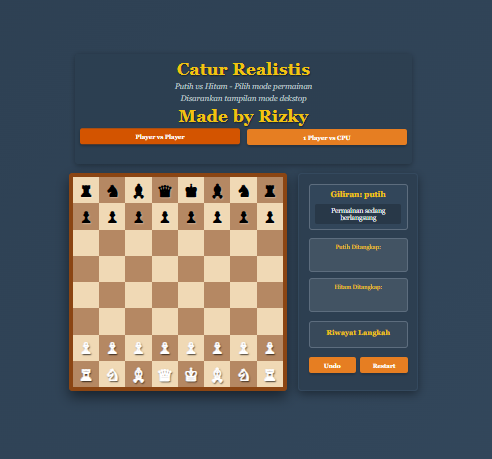 Catur Realistis
Putih vs Hitam - Pilih mode permainan
Disarankan tampilan mode dekstop
Made by Rizky
Player vs Player
1 Player vs CPU
Giliran: putih
Permainan sedang
berlangsung
Putih Ditangkap:
Hitam Ditangkap:
Riwayat Langkah
Undo
Restart